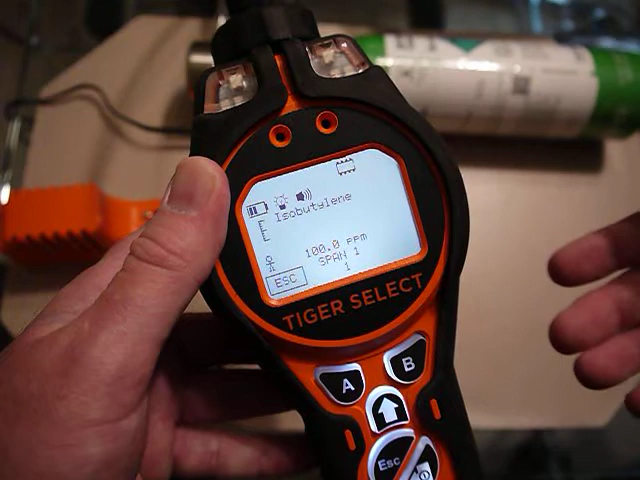 Isobutylene
100.0 ppm
SPAN 1
1
ESC
TIGER SELECT
A
B
Esc